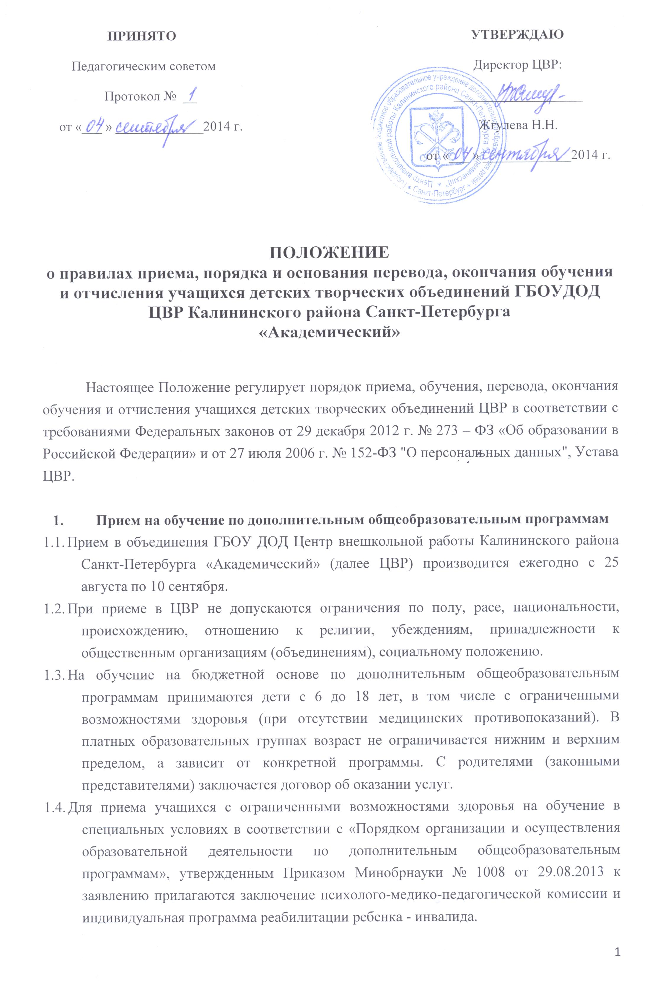 ПРИНЯТО
Педагогическим советом
Протокол № 1
от «04» сентября 2014 г.
УТВЕРЖДАЮ
Директор ЦВР:
Жгулева Н.Н.
от «04» сентября 2014 г.
Государственное бюджетное образовательное учреждение дополнительного образования детей * Санкт-Петербург *
Центр внешкольной работы Калининского района Санкт-Петербурга "Академический" *
ПОЛОЖЕНИЕ
о правилах приема, порядка и основания перевода, окончания обучения
и отчисления учащихся детских творческих объединений ГБОУДОД
ЦВР Калининского района Санкт-Петербурга
«Академический»
Настоящее Положение регулирует порядок приема, обучения, перевода, окончания
обучения и отчисления учащихся детских творческих объединений ЦВР в соответствии с
требованиями Федеральных законов от 29 декабря 2012 г. № 273 – ФЗ «Об образовании в
Российской Федерации» и от 27 июля 2006 г. № 152-ФЗ "О персональных данных", Устава
ЦВР.
1. Прием на обучение по дополнительным общеобразовательным программам
1.1. Прием в объединения ГБОУ ДОД Центр внешкольной работы Калининского района
Санкт-Петербурга «Академический» (далее ЦВР) производится ежегодно с 25
августа по 10 сентября.
1.2. При приеме в ЦВР не допускаются ограничения по полу, расе, национальности,
происхождению, отношению к религии, убеждениям, принадлежности к
общественным организациям (объединениям), социальному положению.
1.3. На обучение на бюджетной основе по дополнительным общеобразовательным
программам принимаются дети с 6 до 18 лет, в том числе с ограниченными
возможностями здоровья (при отсутствии медицинских противопоказаний). В
платных образовательных группах возраст не ограничивается нижним и верхним
пределом, а зависит от конкретной программы. С родителями (законными
представителями) заключается договор об оказании услуг.
1.4. Для приема учащихся с ограниченными возможностями здоровья на обучение в
специальных условиях в соответствии с «Порядком организации и осуществления
образовательной деятельности по дополнительным общеобразовательным
программам», утвержденным Приказом Минобрнауки № 1008 от 29.08.2013 к
заявлению прилагаются заключение психолого-медико-педагогической комиссии и
индивидуальная программа реабилитации ребенка - инвалида.
1